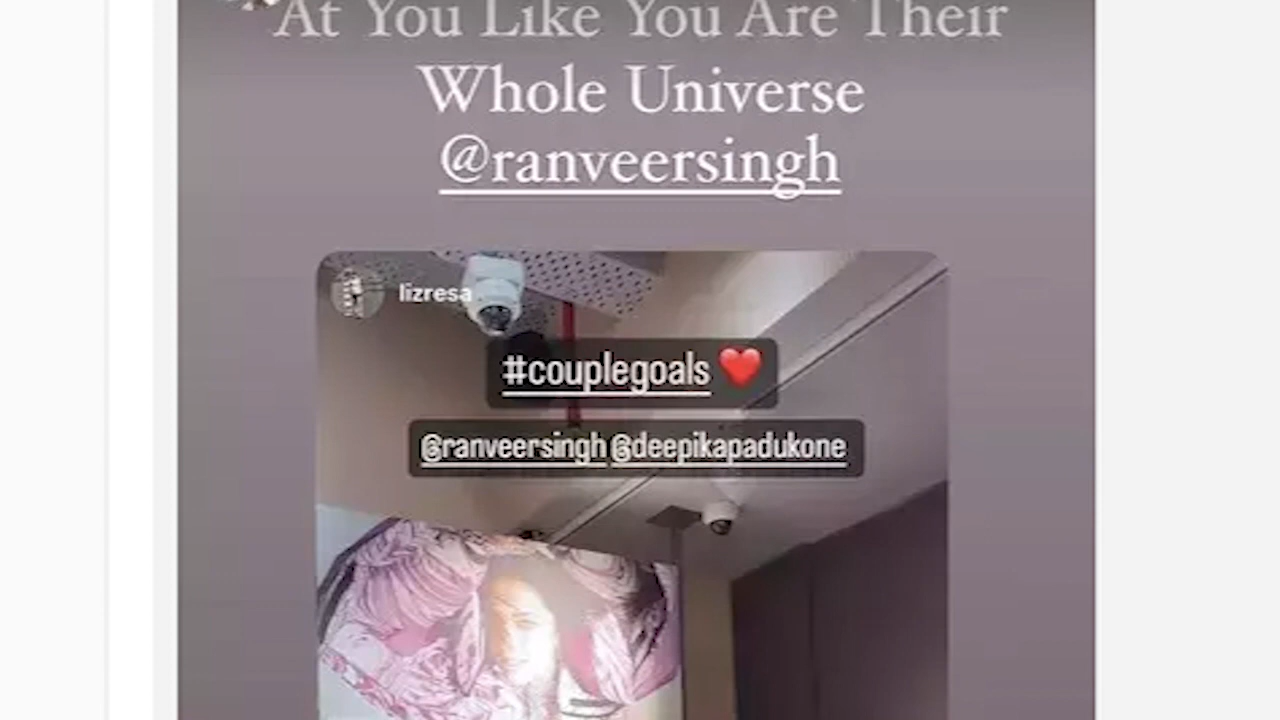 At You Like You Are Their
Whole Universe
@ranveersingh
lizresa
#couplegoals ❤️
@ranveersingh @deepikapadukone